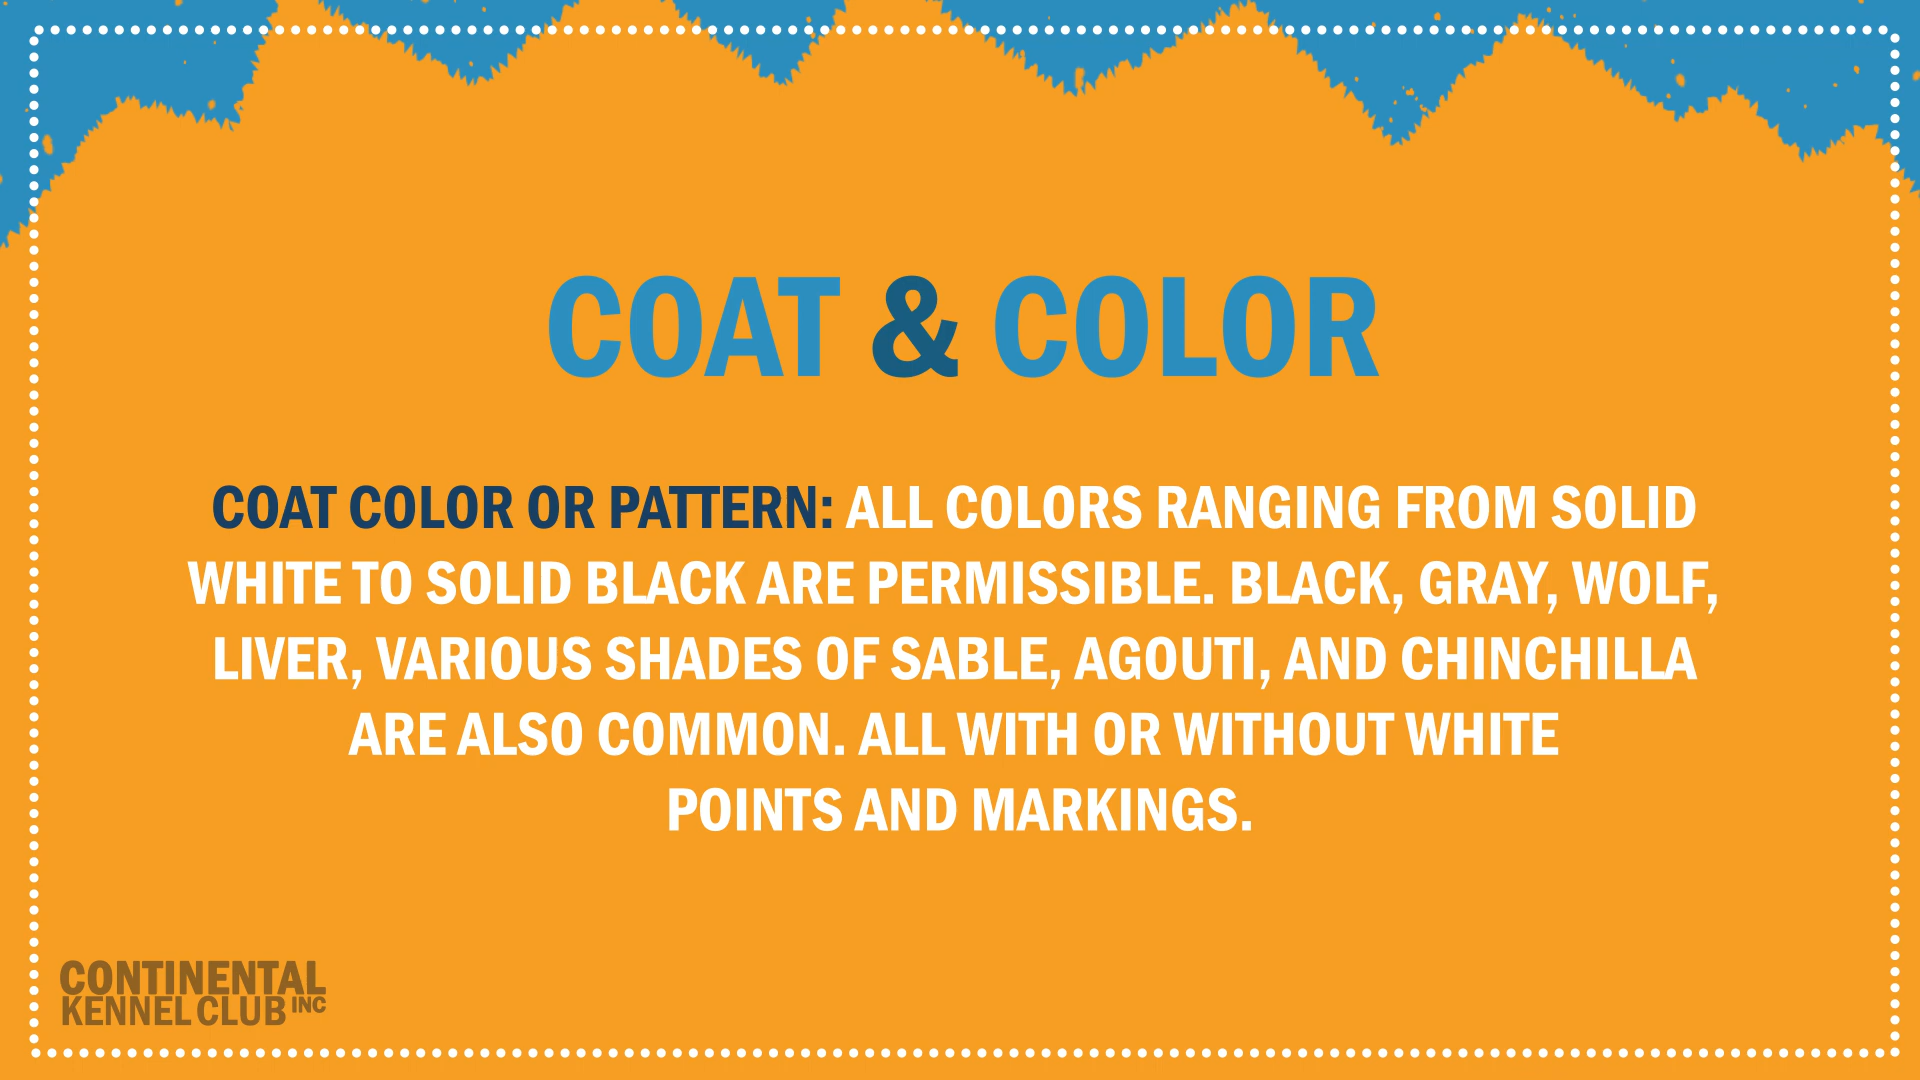 COAT & COLOR
COAT COLOR OR PATTERN: ALL COLORS RANGING FROM SOLID
WHITE TO SOLID BLACK ARE PERMISSIBLE. BLACK, GRAY, WOLF,
LIVER, VARIOUS SHADES OF SABLE, AGOUTI, AND CHINCHILLA
ARE ALSO COMMON. ALL WITH OR WITHOUT WHITE
POINTS AND MARKINGS.
CONTINENTAL
KENNEL CLUB INC